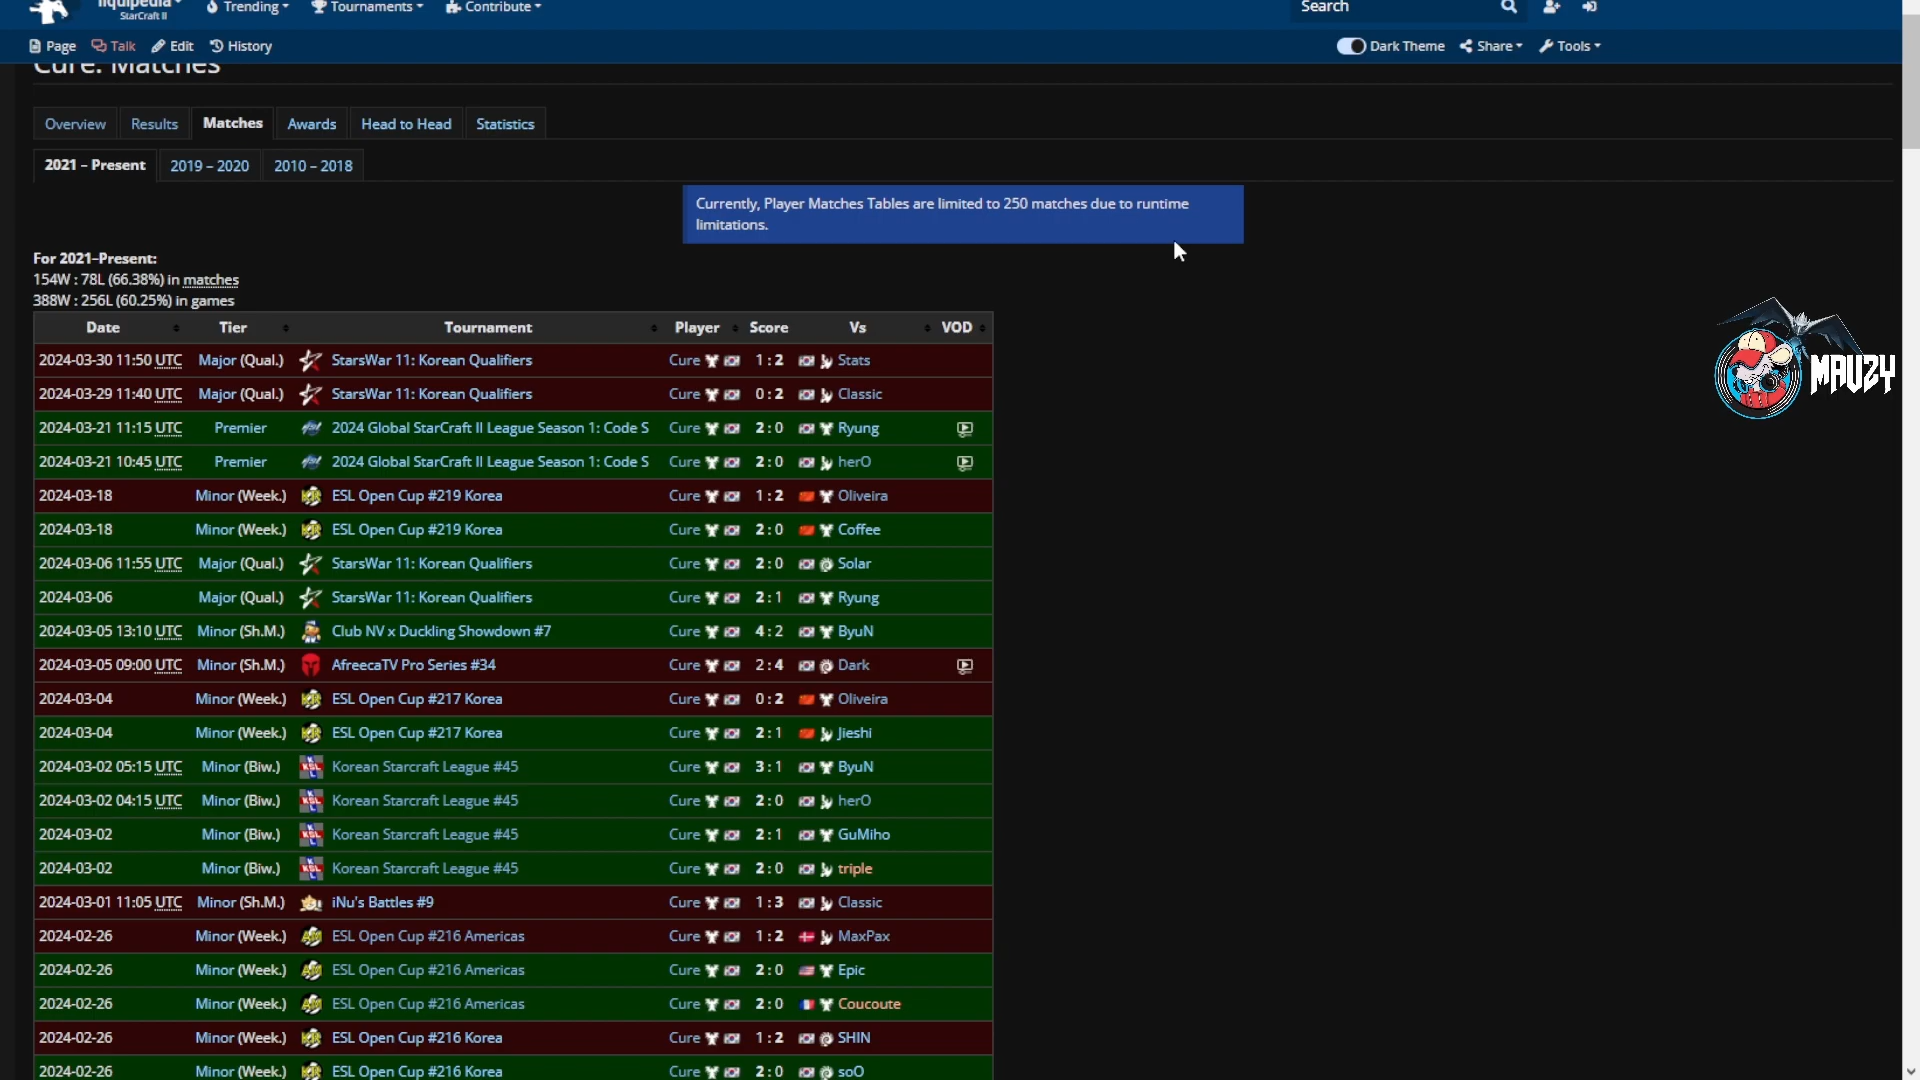 liquipedia
StarCraft II
Trending
Tournaments
Contribute
Search
Page Talk Edit History
Dark Theme Share Tools
Cure: Matches
Overview Results Matches Awards Head to Head Statistics
2021 – Present 2019 – 2020 2010 – 2018
Currently, Player Matches Tables are limited to 250 matches due to runtime
limitations.
For 2021–Present:
154W : 78L (66.38%) in matches
388W : 256L (60.25%) in games
Date Tier Tournament Player Score Vs VOD
2024-03-30 11:50 UTC Major (Qual.) StarsWar 11: Korean Qualifiers Cure 1 : 2 Stats
2024-03-29 11:40 UTC Major (Qual.) StarsWar 11: Korean Qualifiers Cure 0 : 2 Classic
2024-03-21 11:15 UTC Premier 2024 Global StarCraft II League Season 1: Code S Cure 2 : 0 Ryung
2024-03-21 10:45 UTC Premier 2024 Global StarCraft II League Season 1: Code S Cure 2 : 0 herO
2024-03-18 Minor (Week.) ESL Open Cup #219 Korea Cure 1 : 2 Oliveira
2024-03-18 Minor (Week.) ESL Open Cup #219 Korea Cure 2 : 0 Coffee
2024-03-06 11:55 UTC Major (Qual.) StarsWar 11: Korean Qualifiers Cure 2 : 0 Solar
2024-03-06 Major (Qual.) StarsWar 11: Korean Qualifiers Cure 2 : 1 Ryung
2024-03-05 13:10 UTC Minor (Sh.M.) Club NV x Duckling Showdown #7 Cure 4 : 2 ByuN
2024-03-05 09:00 UTC Minor (Sh.M.) AfreecaTV Pro Series #34 Cure 2 : 4 Dark
2024-03-04 Minor (Week.) ESL Open Cup #217 Korea Cure 0 : 2 Oliveira
2024-03-04 Minor (Week.) ESL Open Cup #217 Korea Cure 2 : 1 Jieshi
2024-03-02 05:15 UTC Minor (Biw.) KSL Korean Starcraft League #45 Cure 3 : 1 ByuN
2024-03-02 04:15 UTC Minor (Biw.) KSL Korean Starcraft League #45 Cure 2 : 0 herO
2024-03-02 Minor (Biw.) KSL Korean Starcraft League #45 Cure 2 : 1 GuMiho
2024-03-02 Minor (Biw.) KSL Korean Starcraft League #45 Cure 2 : 0 triple
2024-03-01 11:05 UTC Minor (Sh.M.) iNu's Battles #9 Cure 1 : 3 Classic
2024-02-26 Minor (Week.) ESL Open Cup #216 Americas Cure 1 : 2 MaxPax
2024-02-26 Minor (Week.) ESL Open Cup #216 Americas Cure 2 : 0 Epic
2024-02-26 Minor (Week.) ESL Open Cup #216 Americas Cure 2 : 0 Coucoute
2024-02-26 Minor (Week.) ESL Open Cup #216 Korea Cure 1 : 2 SHIN
2024-02-26 Minor (Week.) ESL Open Cup #216 Korea Cure 2 : 0 soO
MAUZY